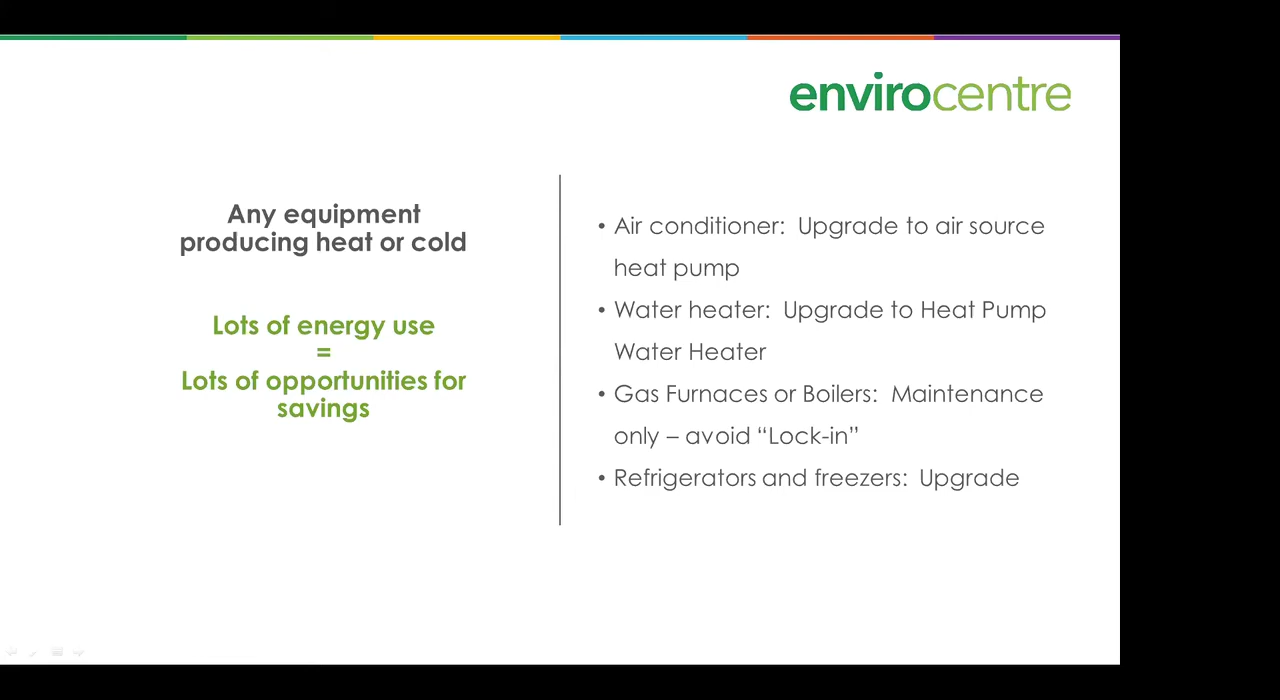 envirocentre
Any equipment
producing heat or cold
Lots of energy use
=
Lots of opportunities for
savings
• Air conditioner:  Upgrade to air source
heat pump
• Water heater:  Upgrade to Heat Pump
Water Heater
• Gas Furnaces or Boilers:  Maintenance
only – avoid “Lock-in”
• Refrigerators and freezers:  Upgrade